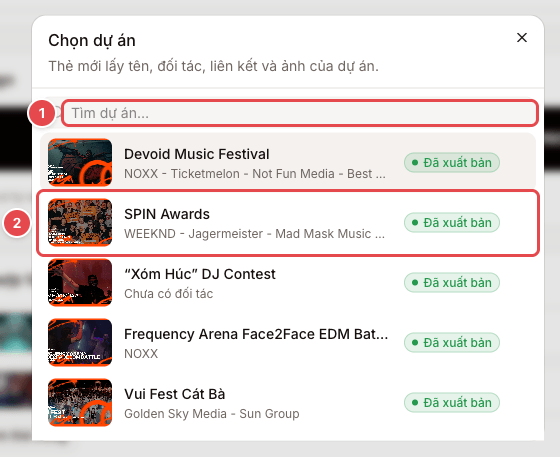 Chọn dự án
Thẻ mới lấy tên, đối tác, liên kết và ảnh của dự án.
1
Tìm dự án...
Devoid Music Festival
NOXX - Ticketmelon - Not Fun Media - Best ...
Đã xuất bản
2
SPIN Awards
WEEKND - Jagermeister - Mad Mask Music ...
Đã xuất bản
“Xóm Húc” DJ Contest
Chưa có đối tác
Đã xuất bản
Frequency Arena Face2Face EDM Bat...
NOXX
Đã xuất bản
Vui Fest Cát Bà
Golden Sky Media - Sun Group
Đã xuất bản